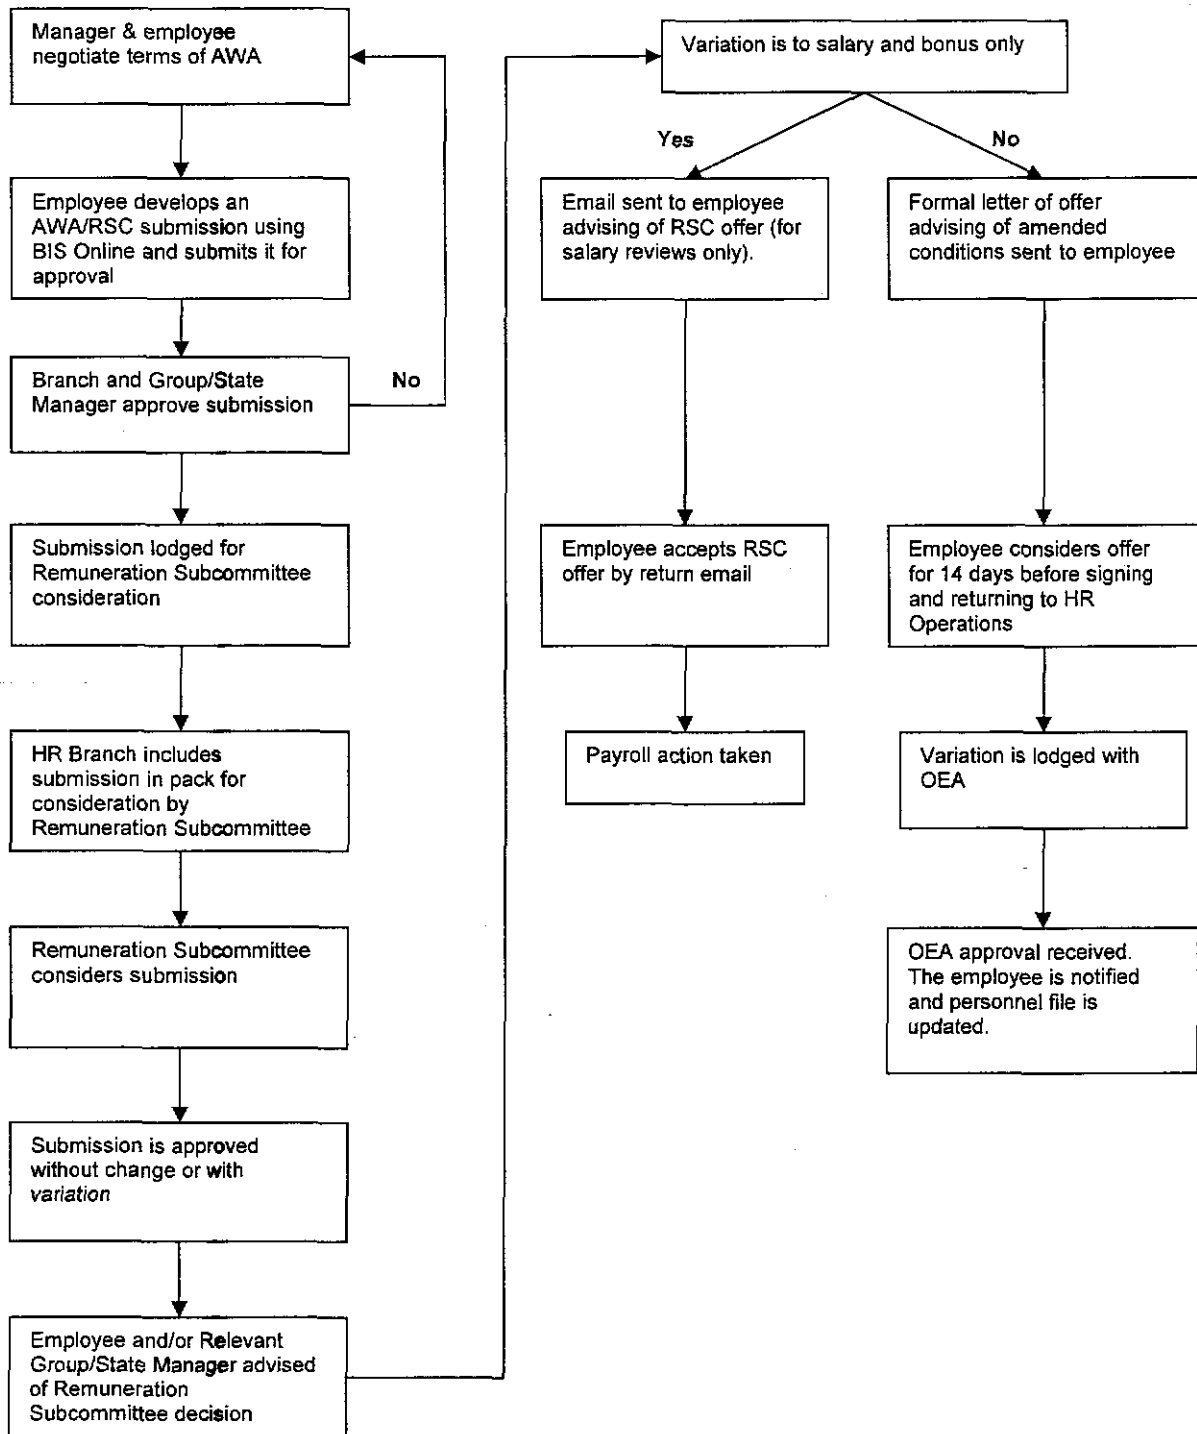 Manager & employee
negotiate terms of AWA
Employee develops an
AWA/RSC submission using
BIS Online and submits it for
approval
Branch and Group/State
Manager approve submission
No
Submission lodged for
Remuneration Subcommittee
consideration
HR Branch includes
submission in pack for
consideration by
Remuneration Subcommittee
Remuneration Subcommittee
considers submission
Submission is approved
without change or with
variation
Employee and/or Relevant
Group/State Manager advised
of Remuneration
Subcommittee decision
Variation is to salary and bonus only
Yes
No
Email sent to employee
advising of RSC offer (for
salary reviews only).
Employee accepts RSC
offer by return email
Payroll action taken
Formal letter of offer
advising of amended
conditions sent to employee
Employee considers offer
for 14 days before signing
and returning to HR
Operations
Variation is lodged with
OEA
OEA approval received.
The employee is notified
and personnel file is
updated.